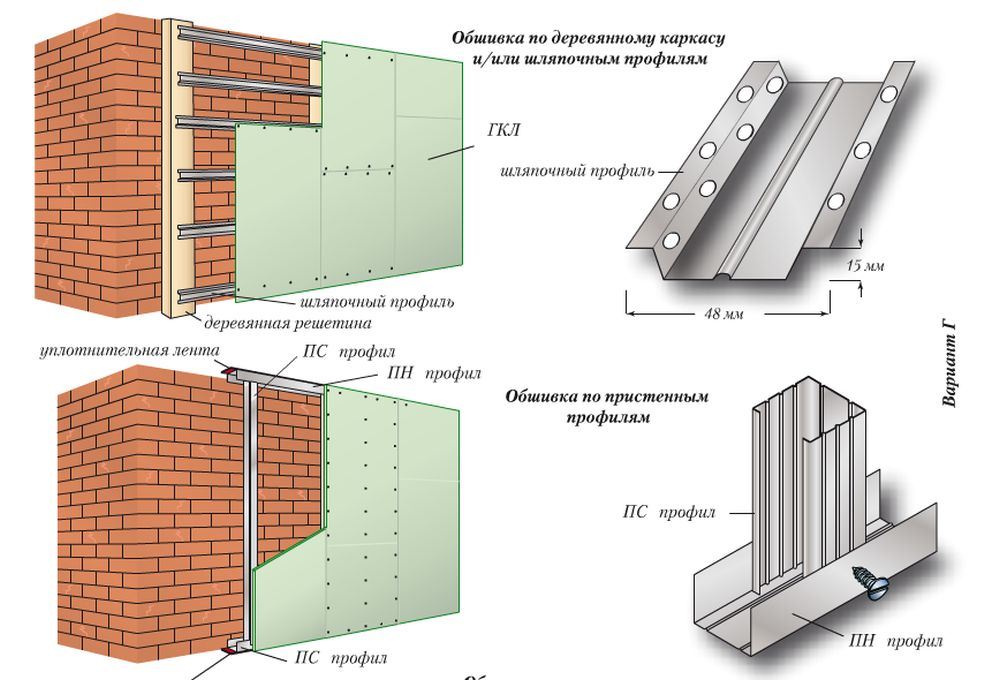 Обшивка по деревянному каркасу
и/или шляпочным профилям
ГКЛ
шляпочный профиль
15 мм
48 мм
шляпочный профиль
деревянная решетина
Вариант Г
уплотнительная лента
ПС профил
ПН профил
Обшивка по пристенным
профилям
ПС профил
ПН профил
ПС профил